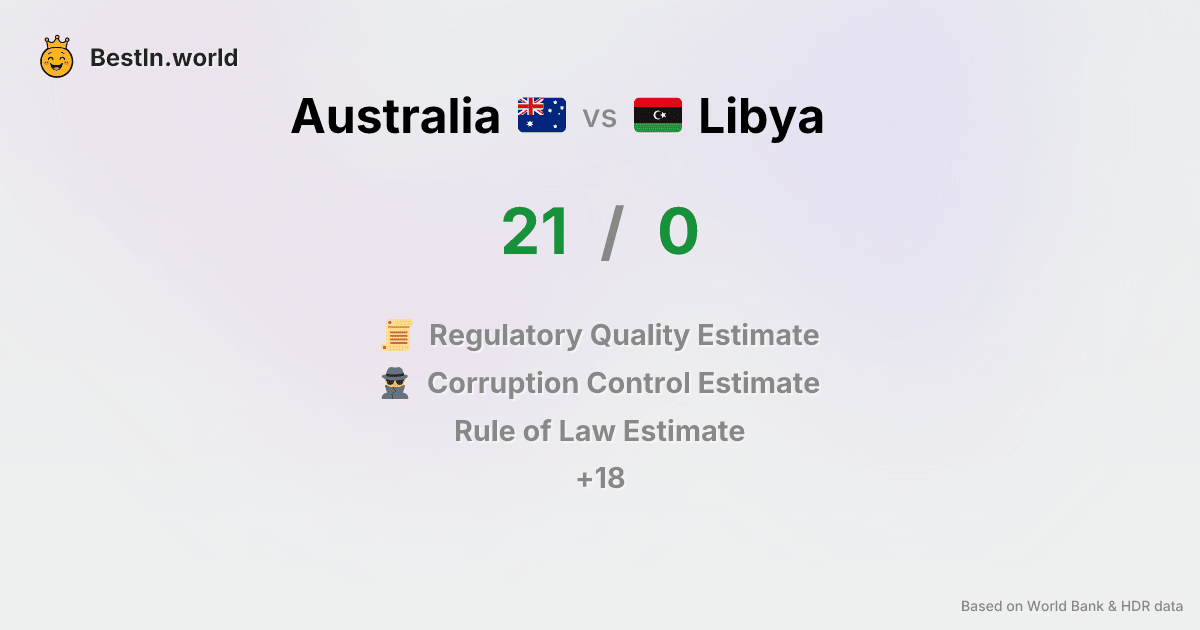 BestIn.world
Australia vs Libya
21 / 0
Regulatory Quality Estimate
Corruption Control Estimate
Rule of Law Estimate
+18
Based on World Bank & HDR data